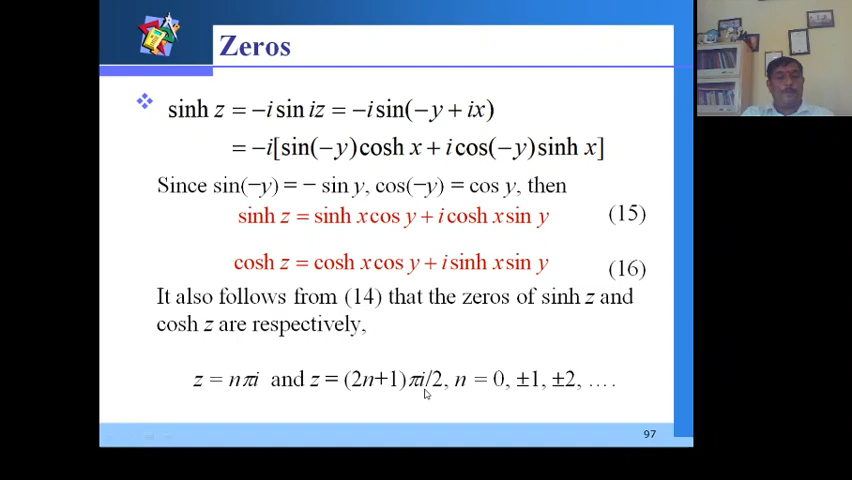 Zeros
sinh z = −i sin iz = −i sin(−y + ix)
= −i[sin(−y)cosh x + i cos(−y)sinh x]
Since sin(−y) = − sin y, cos(−y) = cos y, then
sinh z = sinh x cos y + i cosh x sin y (15)
cosh z = cosh x cos y + i sinh x sin y (16)
It also follows from (14) that the zeros of sinh z and
cosh z are respectively,
z = nπi and z = (2n+1)πi/2, n = 0, ±1, ±2, … .
97